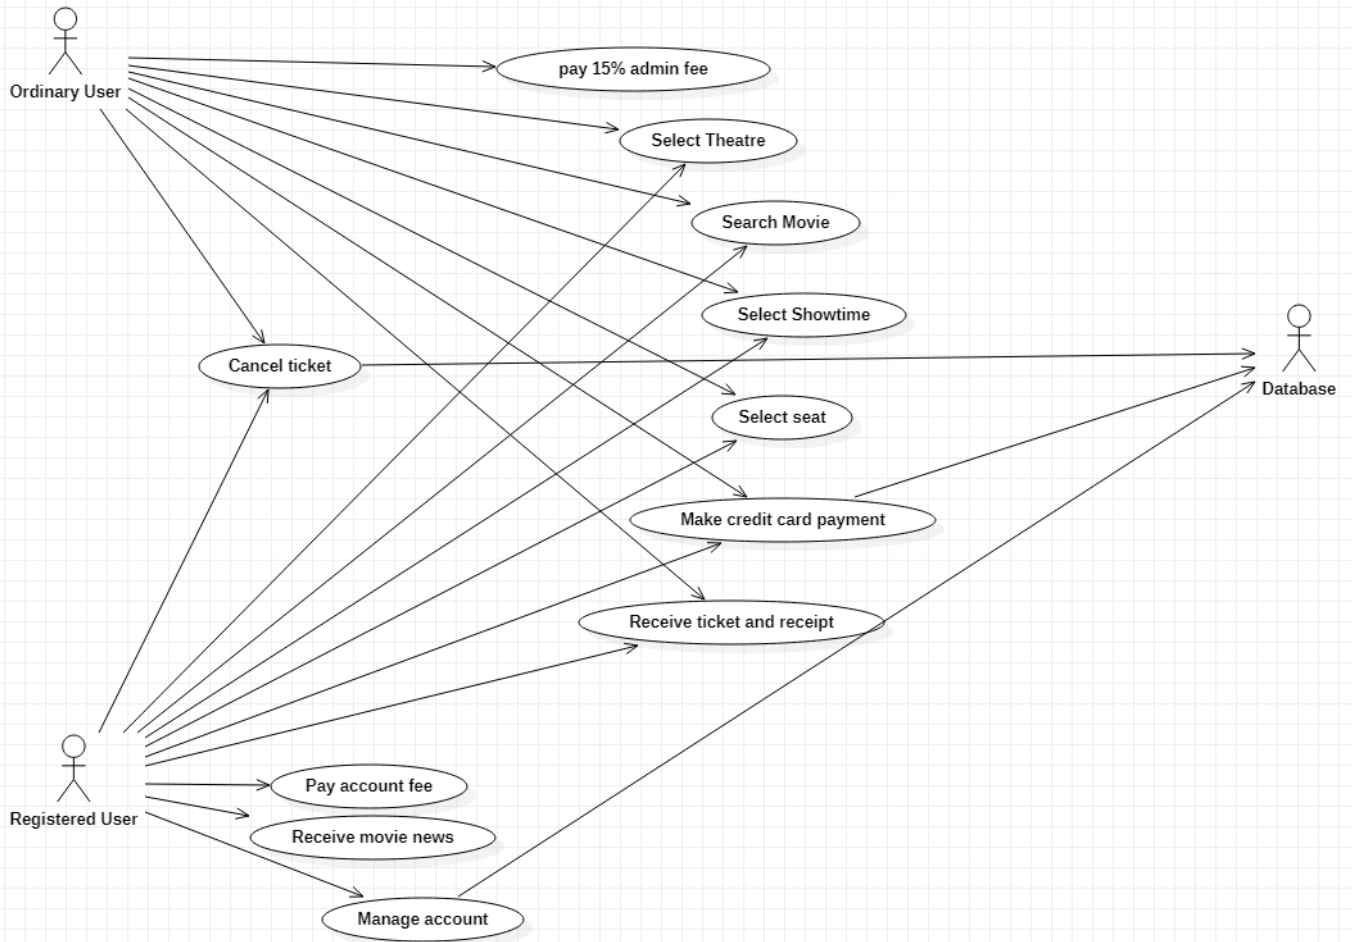 Ordinary User
pay 15% admin fee
Select Theatre
Search Movie
Select Showtime
Cancel ticket
Database
Select seat
Make credit card payment
Receive ticket and receipt
Pay account fee
Registered User
Receive movie news
Manage account